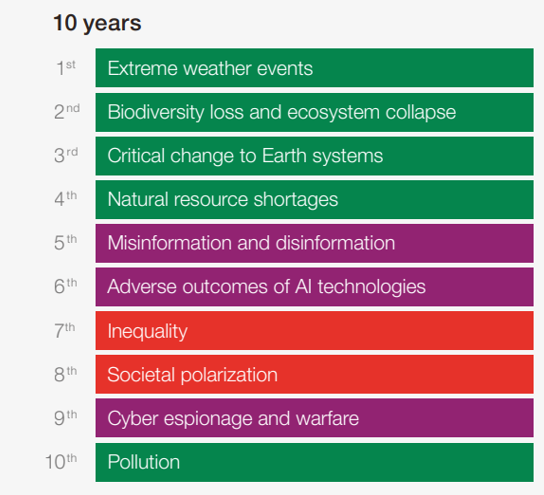 10 years
1st Extreme weather events
2nd Biodiversity loss and ecosystem collapse
3rd Critical change to Earth systems
4th Natural resource shortages
5th Misinformation and disinformation
6th Adverse outcomes of AI technologies
7th Inequality
8th Societal polarization
9th Cyber espionage and warfare
10th Pollution